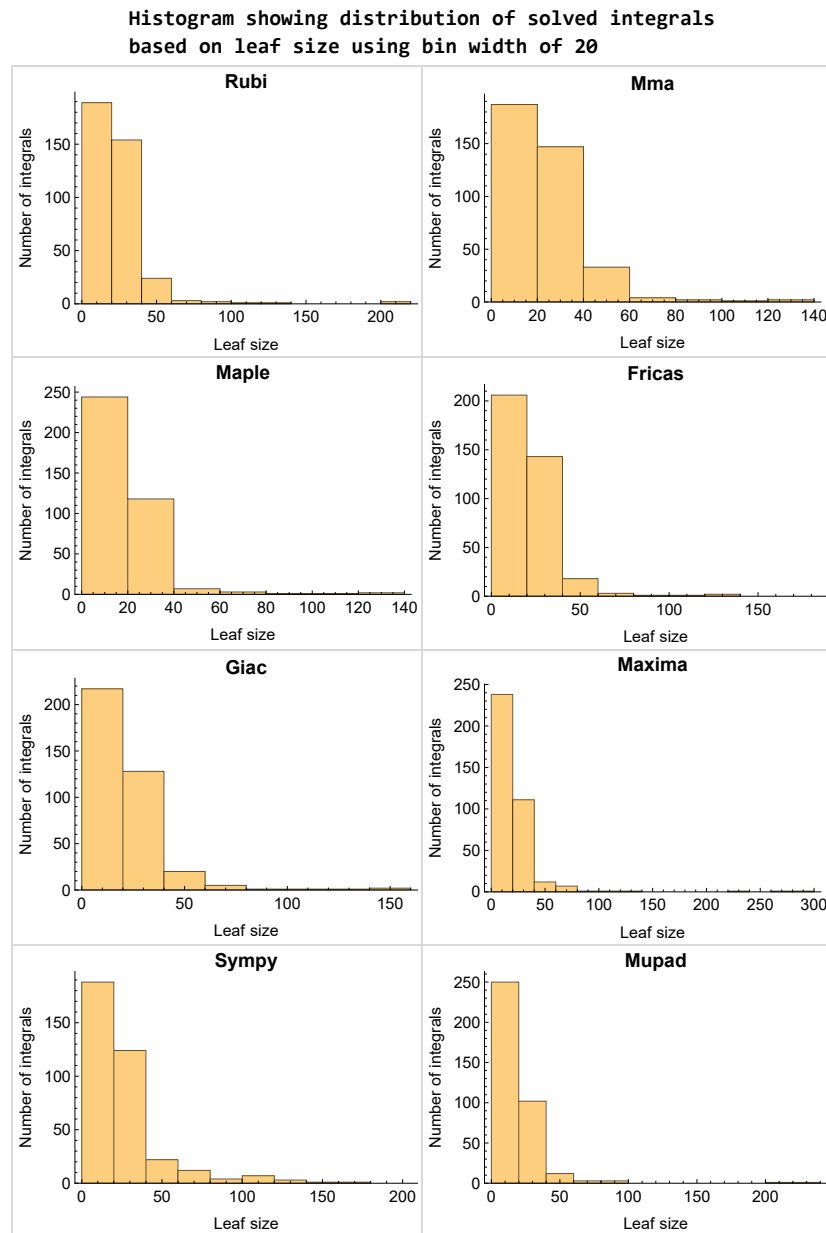 Histogram showing distribution of solved integrals
based on leaf size using bin width of 20
Rubi
Number of integrals
150
100
50
0
0 50 100 150 200
Leaf size
Mma
Number of integrals
150
100
50
0
0 20 40 60 80 100 120 140
Leaf size
Maple
Number of integrals
250
200
150
100
50
0
0 20 40 60 80 100 120 140
Leaf size
Fricas
Number of integrals
200
150
100
50
0
0 50 100 150
Leaf size
Giac
Number of integrals
200
150
100
50
0
0 50 100 150
Leaf size
Maxima
Number of integrals
250
200
150
100
50
0
0 50 100 150 200 250 300
Leaf size
Sympy
Number of integrals
150
100
50
0
0 50 100 150 200
Leaf size
Mupad
Number of integrals
250
200
150
100
50
0
0 50 100 150 200
Leaf size